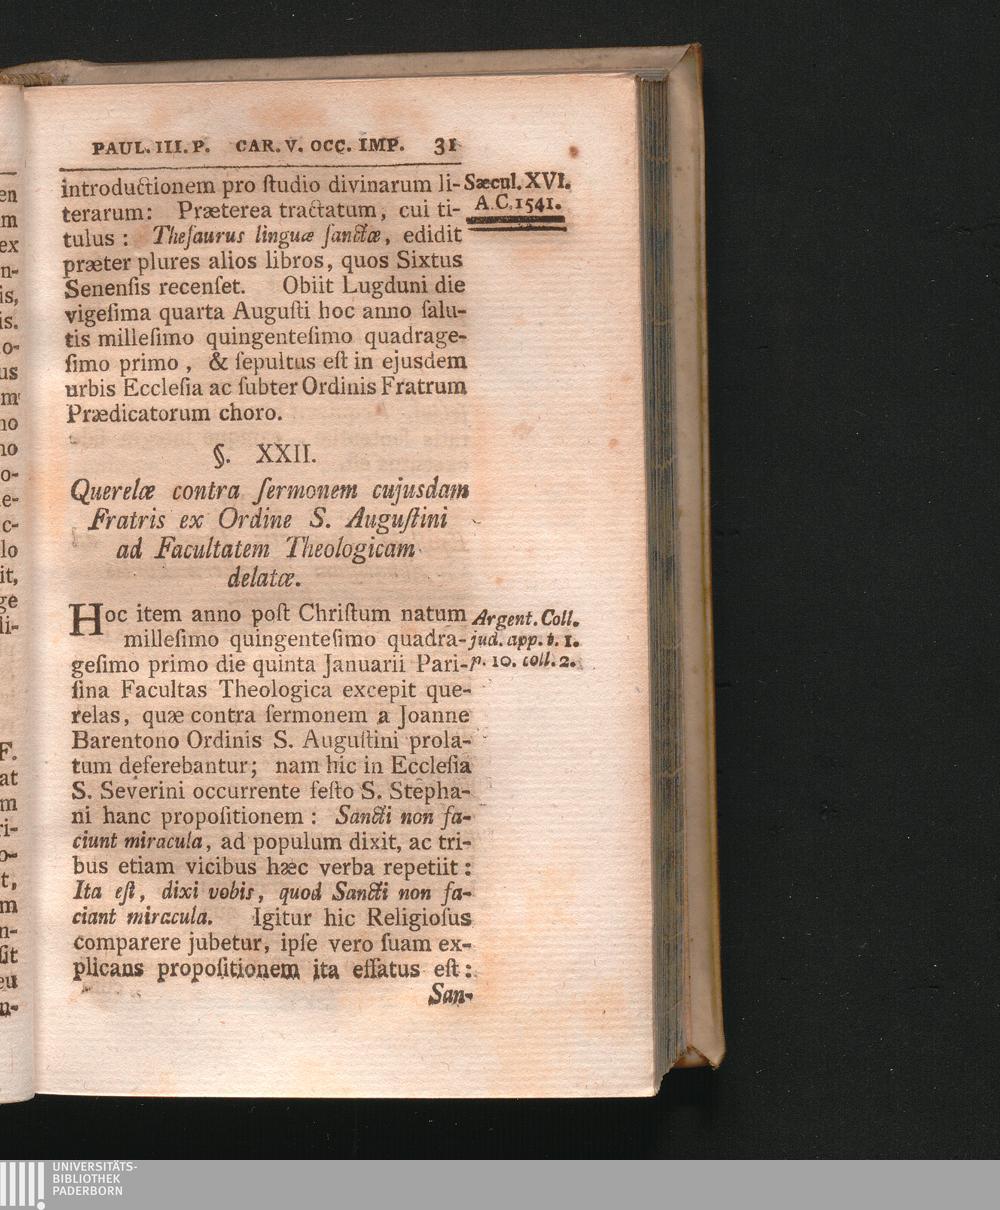 PAUL. III. P. CAR. V. OCC. IMP. 31
introductionem pro ſtudio divinarum li-
terarum: Præterea tractatum, cui ti-
tulus: Theſaurus linguæ ſanctæ, edidit
præter plures alios libros, quos Sixtus
Senenſis recenſet. Obiit Lugduni die
vigeſima quarta Auguſti hoc anno ſalu-
tis milleſimo quingenteſimo quadrage-
ſimo primo, & ſepultus eſt in ejusdem
urbis Eccleſia ac ſubter Ordinis Fratrum
Prædicatorum choro.
Sæcul. XVI.
A.C. 1541.
§. XXII.
Querelæ contra ſermonem cujusdam
Fratris ex Ordine S. Auguſtini
ad Facultatem Theologicam
delatæ.
Hoc item anno poſt Chriſtum natum
milleſimo quingenteſimo quadra-
geſimo primo die quinta Januarii Pari-
ſina Facultas Theologica excepit que-
relas, quæ contra ſermonem a Joanne
Barentono Ordinis S. Auguſtini prola-
tum deferebantur; nam hic in Eccleſia
S. Severini occurrente feſto S. Stepha-
ni hanc propoſitionem: Sancti non fa-
ciunt miracula, ad populum dixit, ac tri-
bus etiam vicibus hæc verba repetiit:
Ita eſt, dixi vobis, quod Sancti non fa-
ciant miracula. Igitur hic Religioſus
comparere jubetur, ipſe vero ſuam ex-
plicans propoſitionem ita effatus eſt:
San-
Argent. Coll.
jud. app. t. 1.
p. 10. coll. 2.
UNIVERSITÄTS-
BIBLIOTHEK
PADERBORN